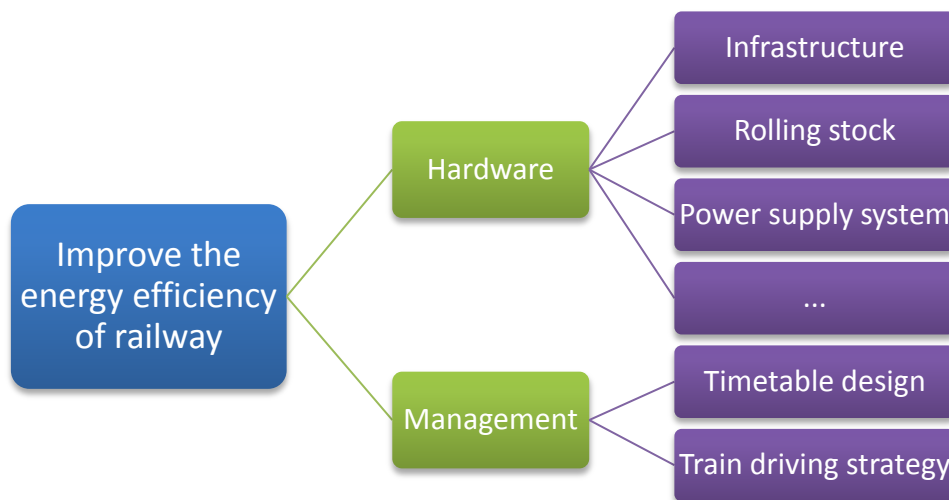 Improve the
energy efficiency
of railway
Hardware
Infrastructure
Rolling stock
Power supply system
...
Management
Timetable design
Train driving strategy